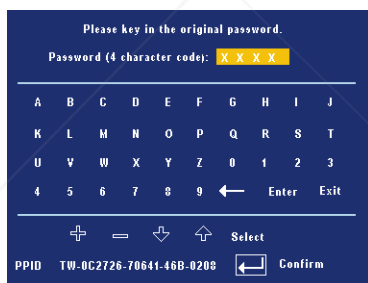 Please key in the original password.
Password (4 character code): X X X X
A B C D E F G H I J
K L M N O P Q R S T
U V W X Y Z 0 1 2 3
4 5 6 7 8 9 ← Enter Exit
Select
PPID TW-0C2726-70641-46B-0208 Confirm